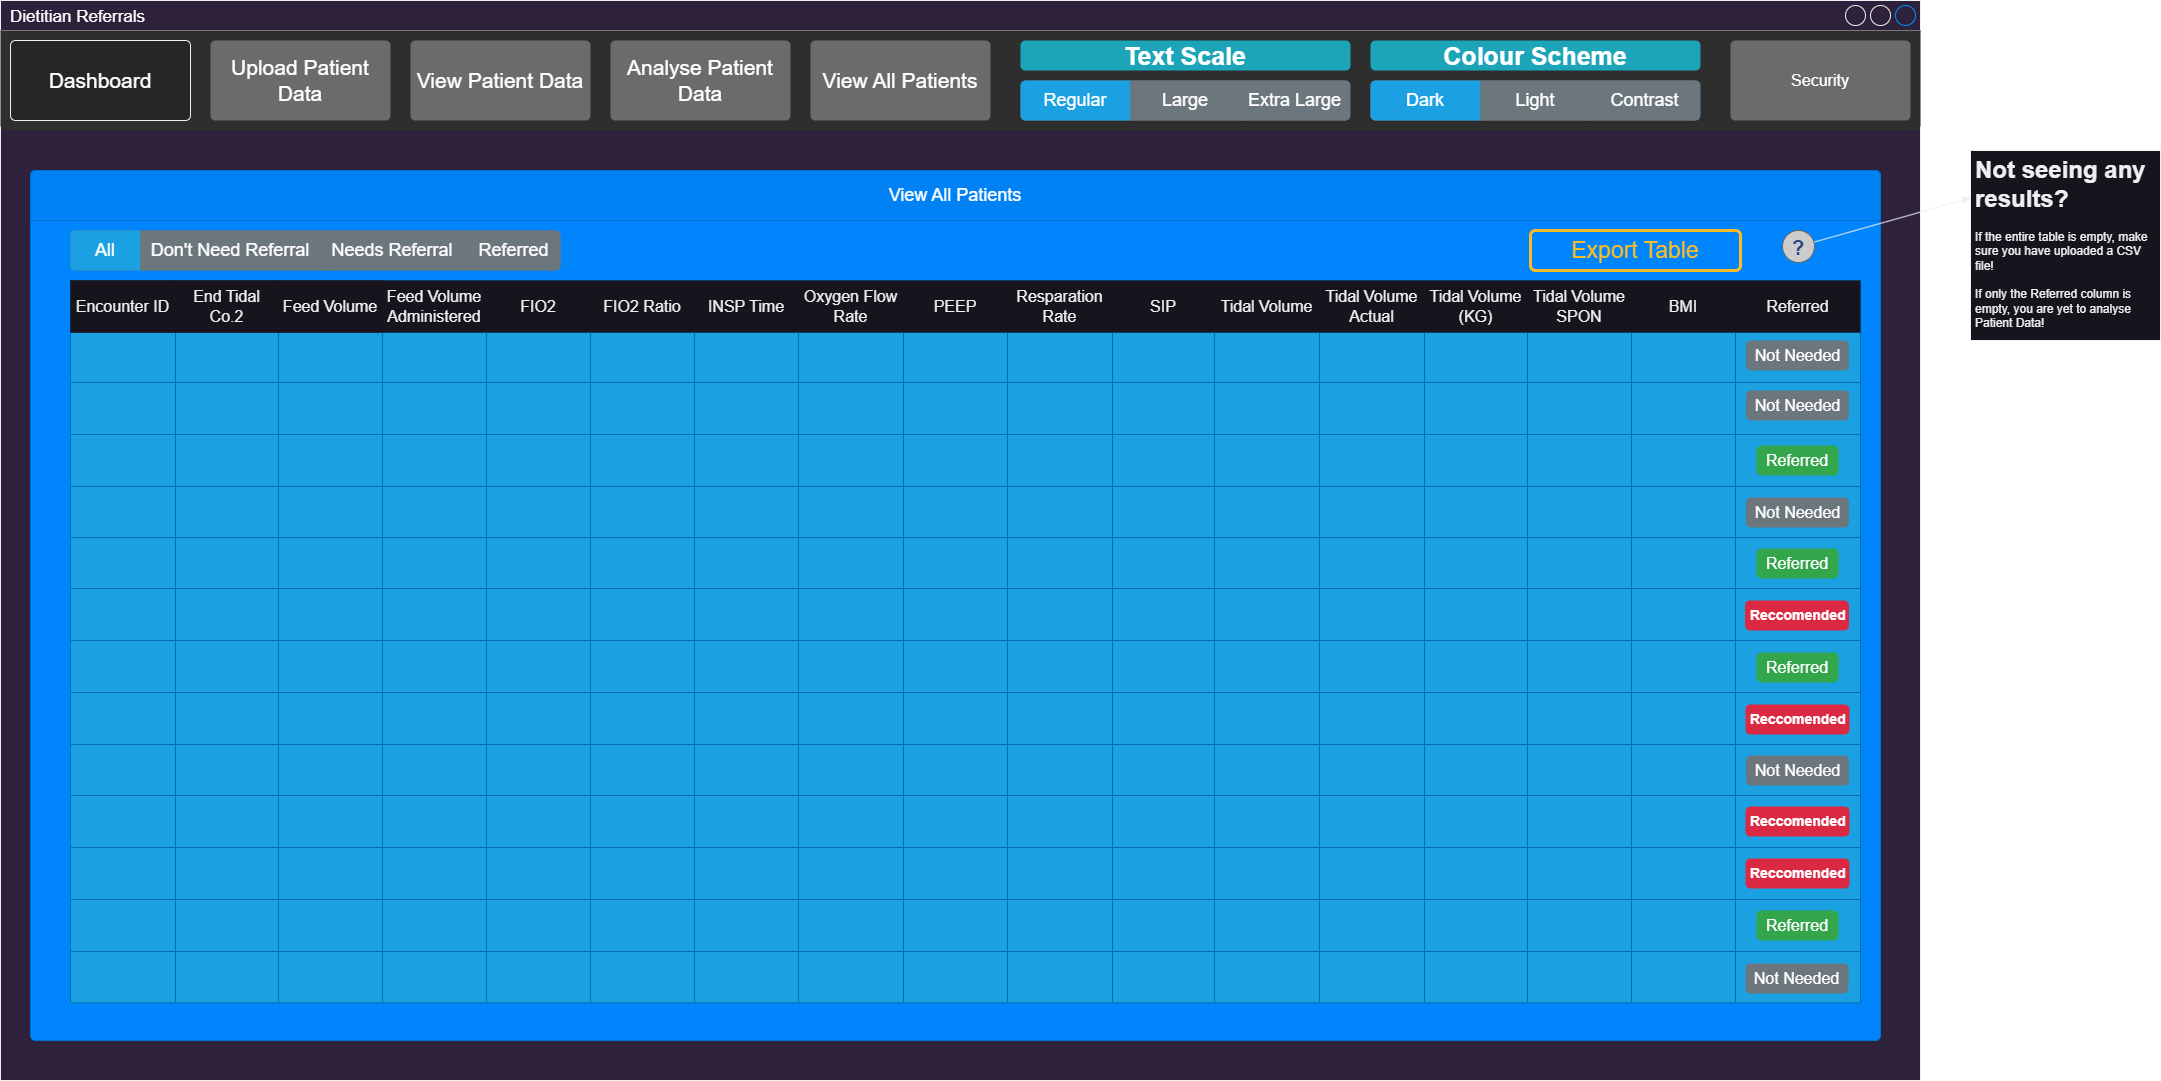 Dietitian Referrals
Dashboard
Upload Patient
Data
View Patient Data
Analyse Patient
Data
View All Patients
Text Scale
Regular
Large
Extra Large
Colour Scheme
Dark
Light
Contrast
Security
View All Patients
All
Don't Need Referral
Needs Referral
Referred
Export Table
?
Not seeing any
results?
If the entire table is empty, make
sure you have uploaded a CSV
file!
If only the Referred column is
empty, you are yet to analyse
Patient Data!
Encounter ID
End Tidal
Co.2
Feed Volume
Feed Volume
Administered
FIO2
FIO2 Ratio
INSP Time
Oxygen Flow
Rate
PEEP
Resparation
Rate
SIP
Tidal Volume
Tidal Volume
Actual
Tidal Volume
(KG)
Tidal Volume
SPON
BMI
Referred
Not Needed
Not Needed
Referred
Not Needed
Referred
Reccomended
Referred
Reccomended
Not Needed
Reccomended
Reccomended
Referred
Not Needed